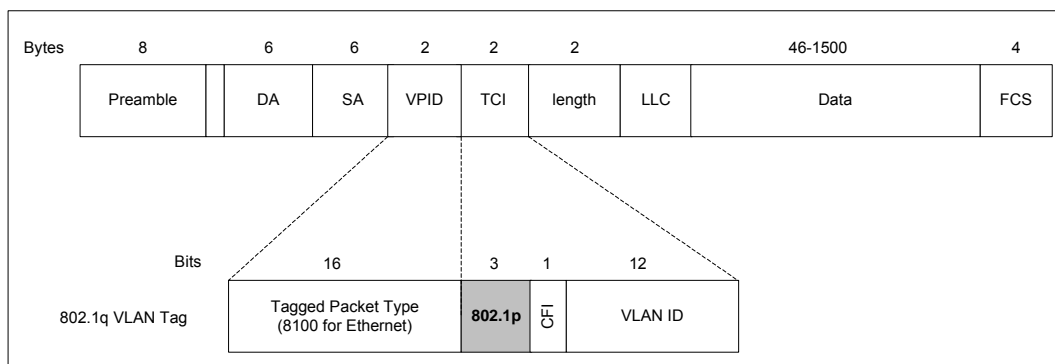 Bytes 8 6 6 2 2 2 46-1500 4
Preamble DA SA VPID TCI length LLC Data FCS
Bits 16 3 1 12
802.1q VLAN Tag
Tagged Packet Type
(8100 for Ethernet)
802.1p
CFI
VLAN ID